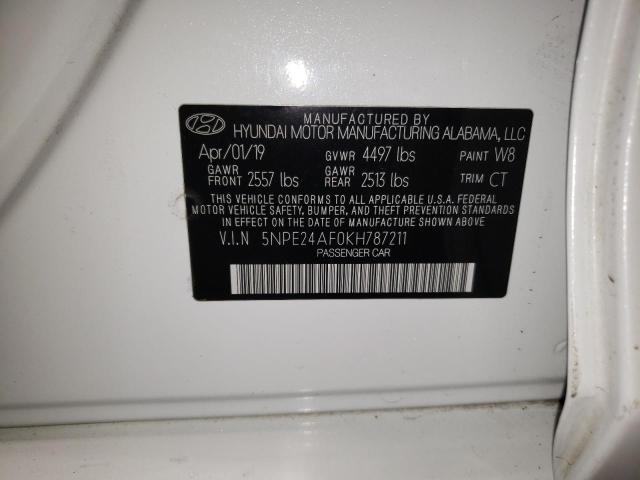 MANUFACTURED BY
HYUNDAI MOTOR MANUFACTURING ALABAMA, LLC
Apr/01/19 GVWR 4497 lbs PAINT W8
GAWR FRONT 2557 lbs GAWR REAR 2513 lbs TRIM CT
THIS VEHICLE CONFORMS TO ALL APPLICABLE U.S.A. FEDERAL
MOTOR VEHICLE SAFETY, BUMPER, AND THEFT PREVENTION STANDARDS
IN EFFECT ON THE DATE OF MANUFACTURE SHOWN ABOVE.
V.I.N 5NPE24AF0KH787211
PASSENGER CAR